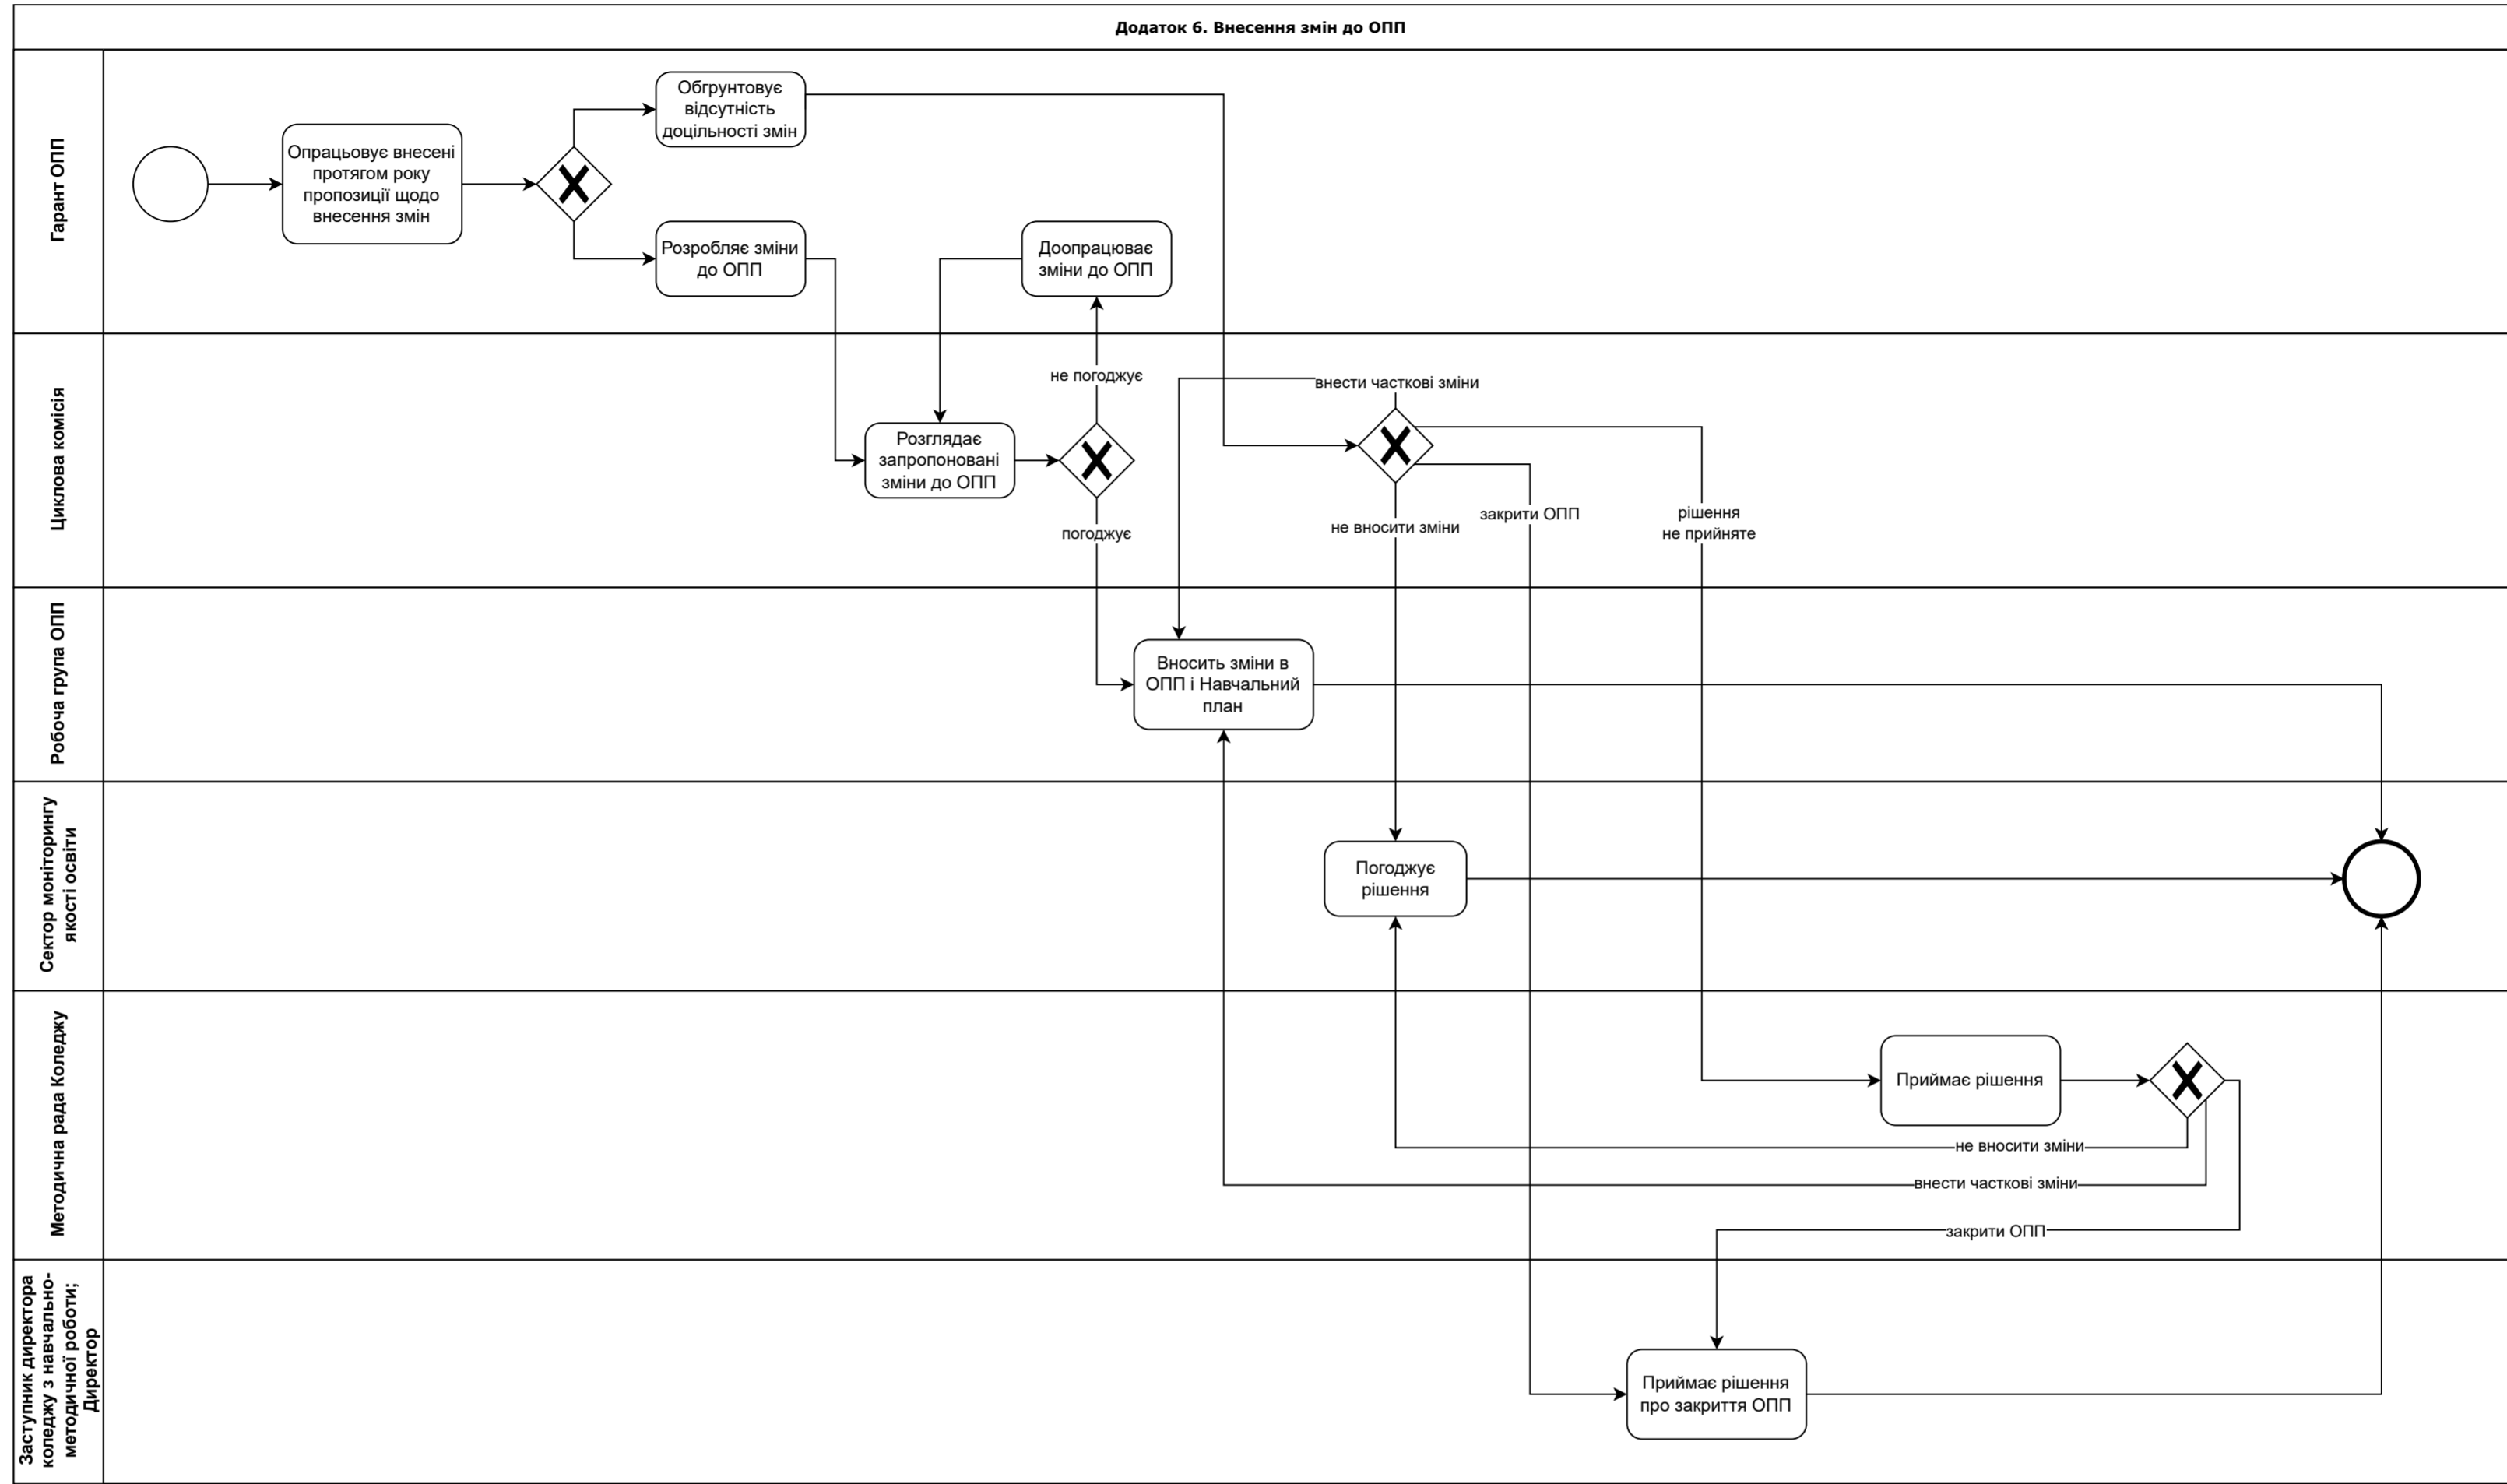 Додаток 6. Внесення змін до ОПП
Гарант ОПП
Опрацьовує внесені
протягом року
пропозиції щодо
внесення змін
Обгрунтовує
відсутність
доцільності змін
Розробляє зміни
до ОПП
Доопрацює
зміни до ОПП
Циклова комісія
Розглядає
запропоновані
зміни до ОПП
не погоджує
погоджує
внести часткові зміни
не вносити зміни
закрити ОПП
рішення
не прийняте
Робоча група ОПП
Вносить зміни в
ОПП і Навчальний
план
Сектор моніторингу
якості освіти
Погоджує
рішення
Методична рада Коледжу
Приймає рішення
не вносити зміни
внести часткові зміни
закрити ОПП
Заступник директора
коледжу з навчально-
методичної роботи;
Директор
Приймає рішення
про закриття ОПП